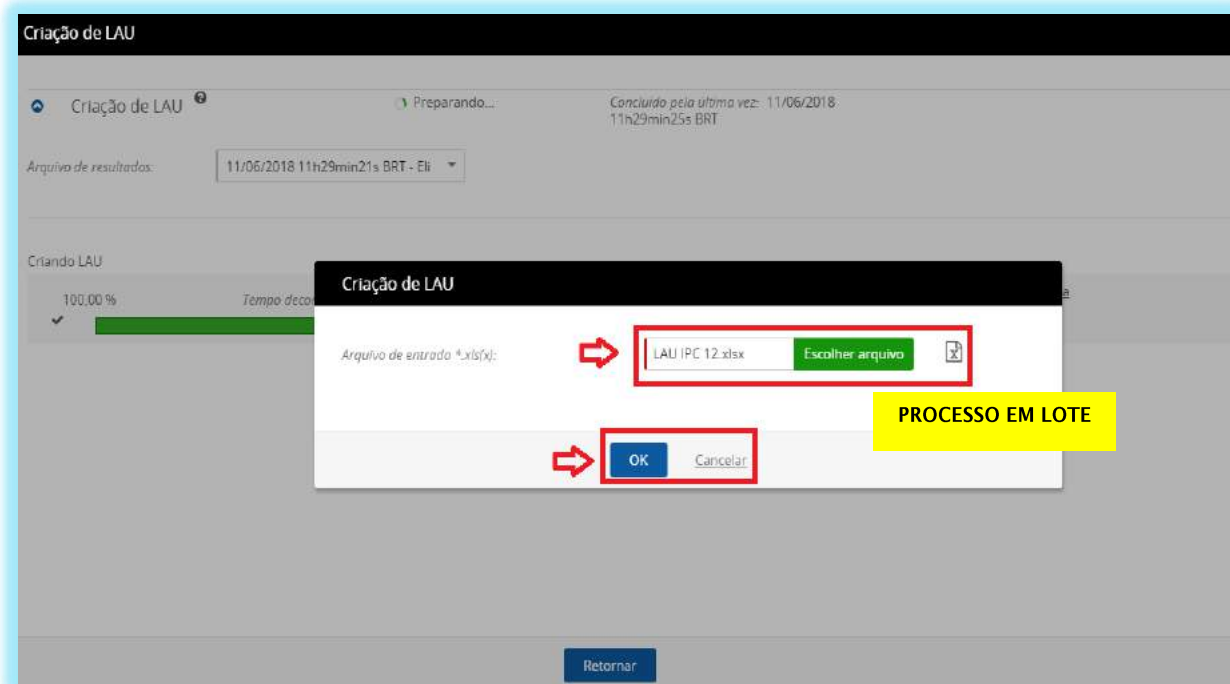 Criação de LAU
Criação de LAU
Preparando...
Concluído pela última vez: 11/06/2018
11h29min25s BRT
Arquivo de resultados:
11/06/2018 11h29min21s BRT - Eli
Criando LAU
100,00 %
Tempo deco
Criação de LAU
Arquivo de entrada *.xls(x):
LAU IPC 12.xlsx
Escolher arquivo
PROCESSO EM LOTE
OK
Cancelar
Retornar